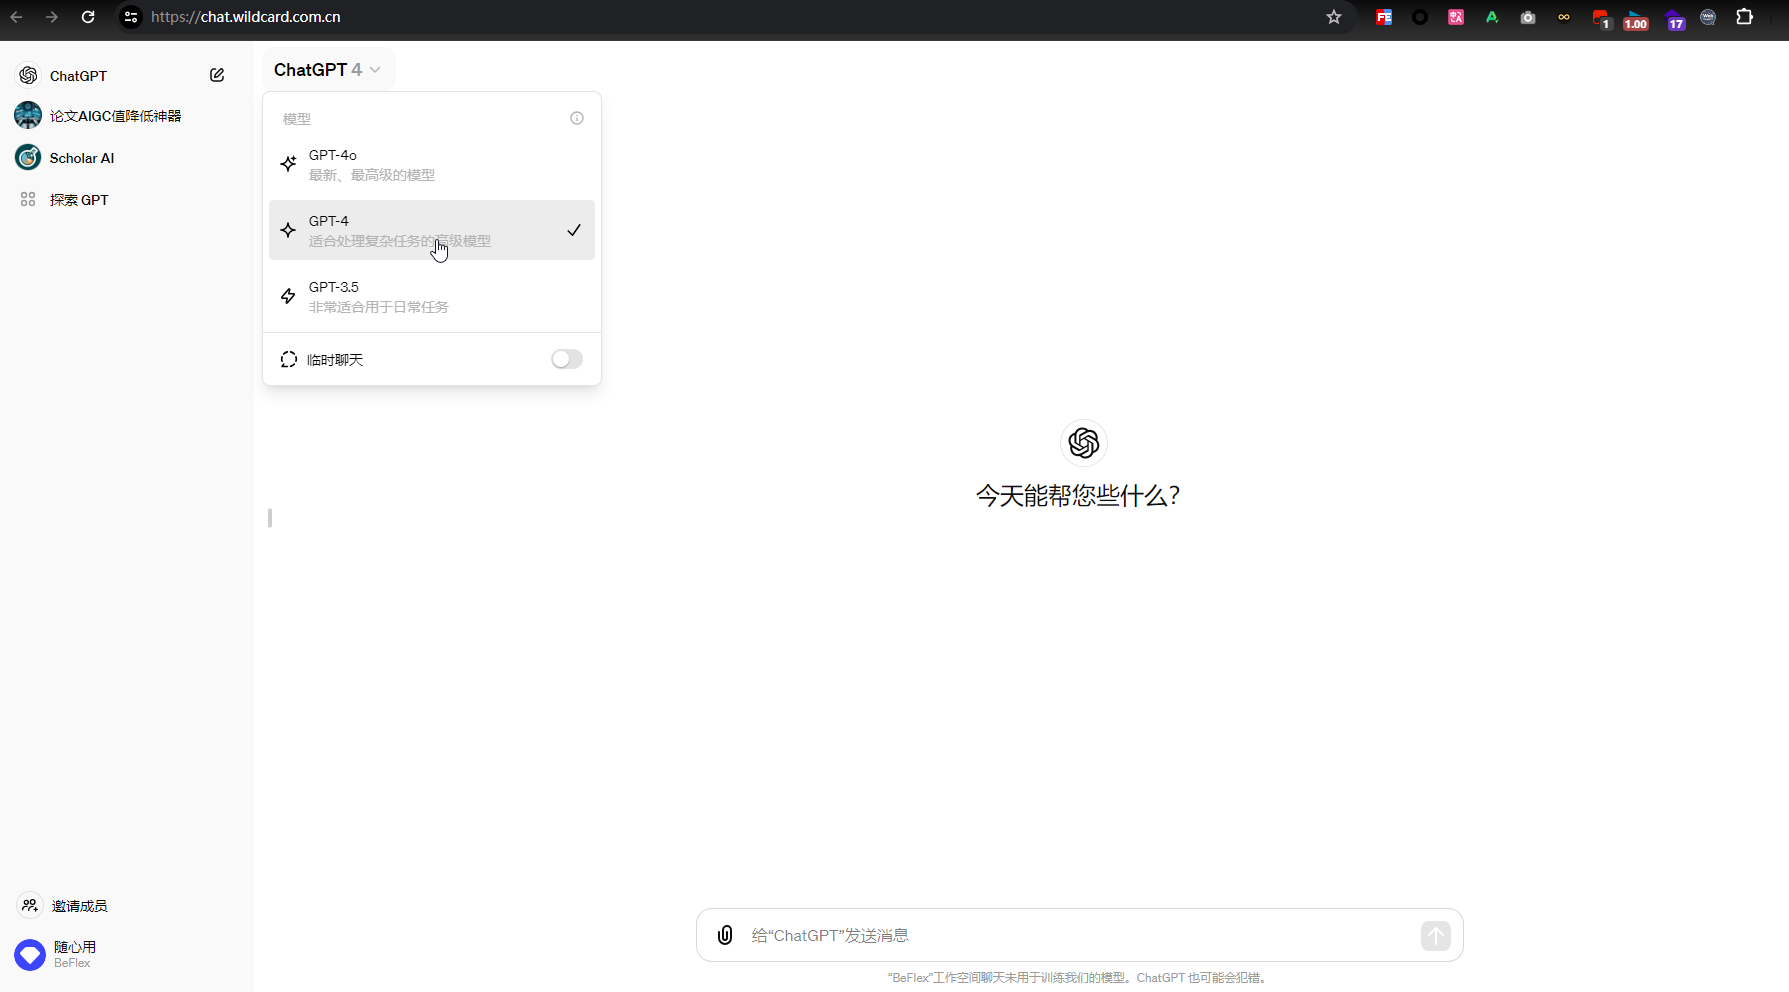 https://chat.wildcard.com.cn
FE
1
1.00
17
ChatGPT
论文AIGC值降低神器
Scholar AI
探索 GPT
ChatGPT 4
模型
GPT-4o
最新、最高级的模型
GPT-4
适合处理复杂任务的高级模型
GPT-3.5
非常适合用于日常任务
临时聊天
今天能帮您些什么？
邀请成员
随心用
BeFlex
给“ChatGPT”发送消息
“BeFlex”工作空间聊天未用于训练我们的模型。ChatGPT 也可能会犯错。